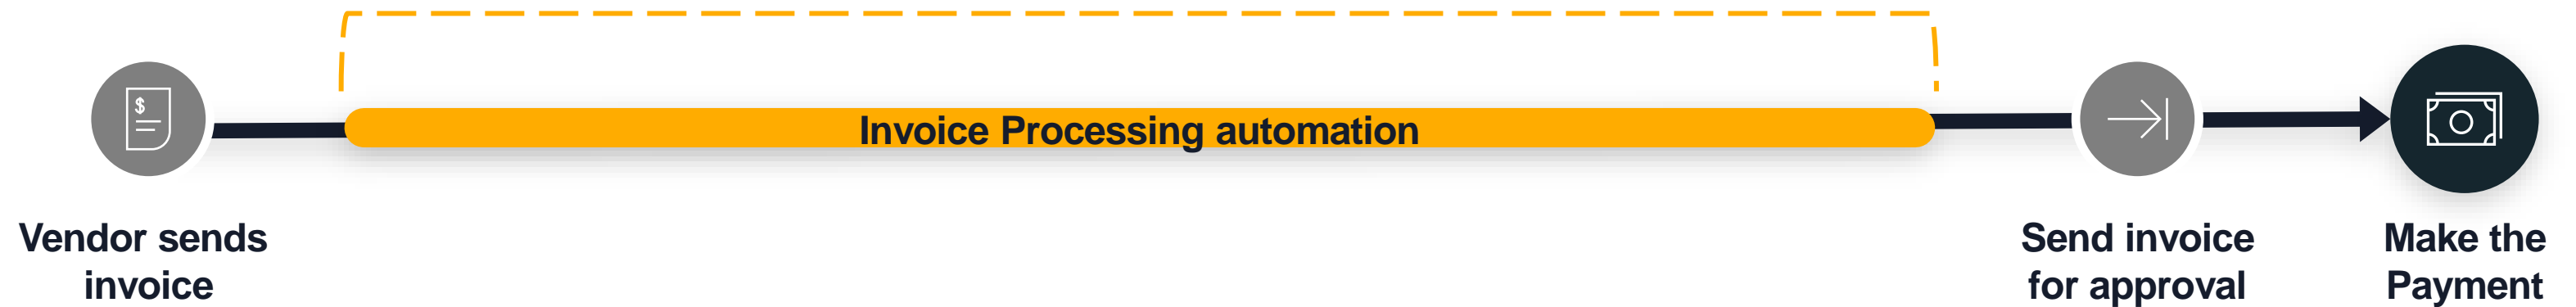 $
Invoice Processing automation
Vendor sends
invoice
Send invoice
for approval
Make the
Payment